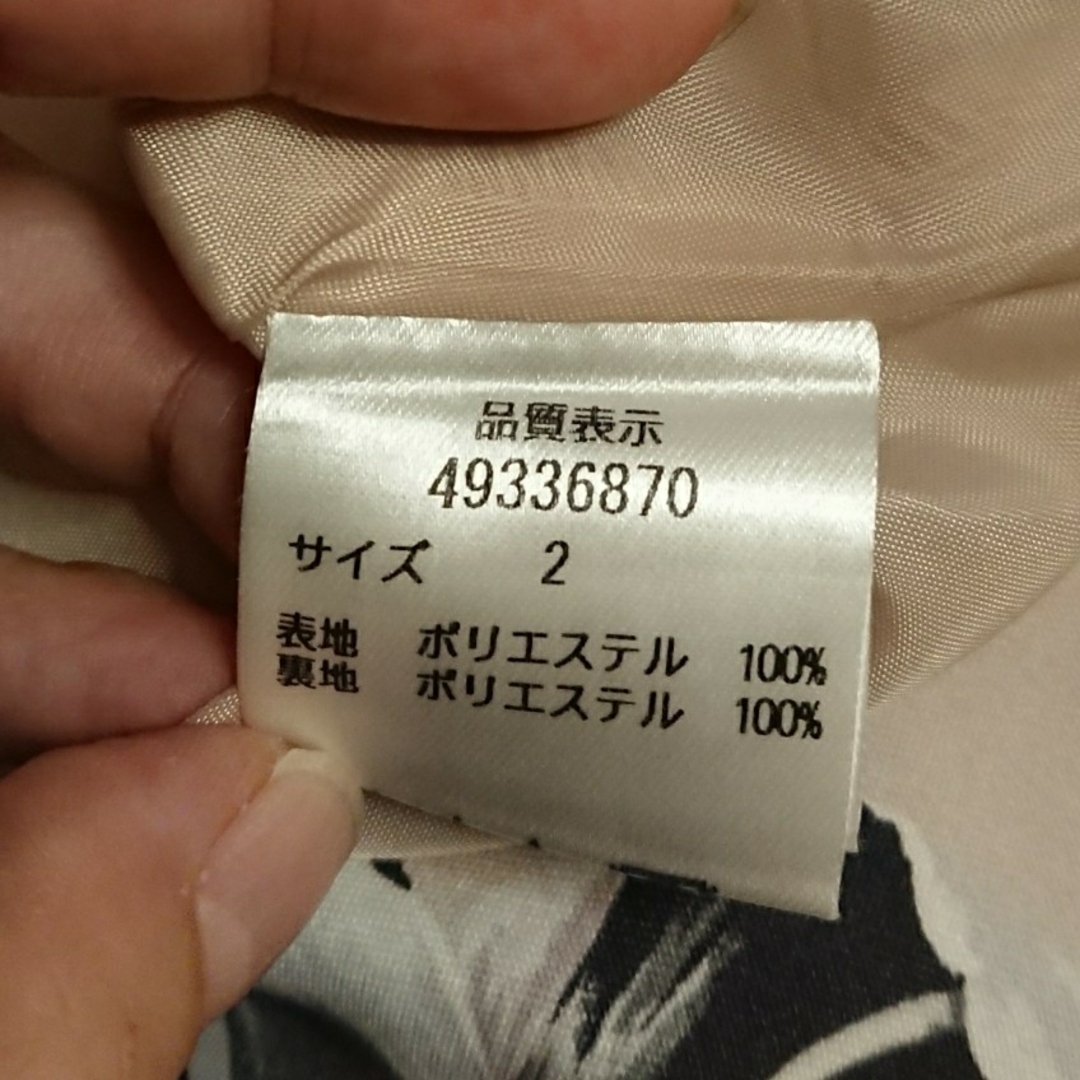 品質表示
49336870
サイズ 2
表地 ポリエステル 100%
裏地 ポリエステル 100%